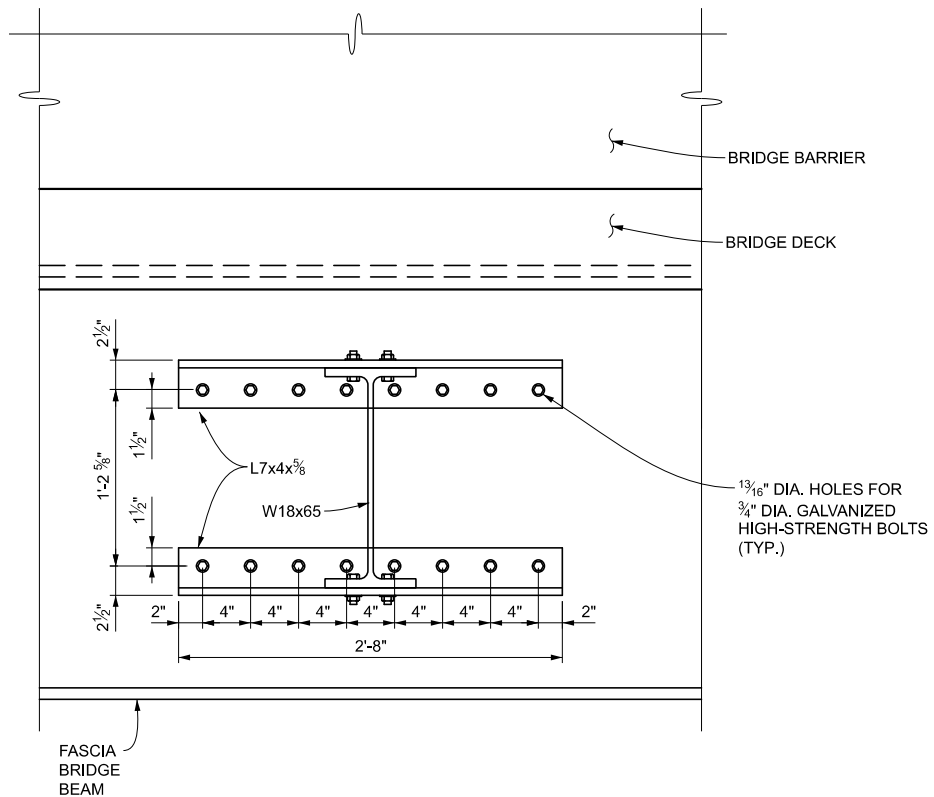 BRIDGE BARRIER
BRIDGE DECK
2½"
1½"
1'-2 ⅝"
L7x4x⅝
W18x65
1½"
2½"
13/16" DIA. HOLES FOR
¾" DIA. GALVANIZED
HIGH-STRENGTH BOLTS
(TYP.)
2" 4" 4" 4" 4" 4" 4" 4" 2"
2'-8"
FASCIA
BRIDGE
BEAM